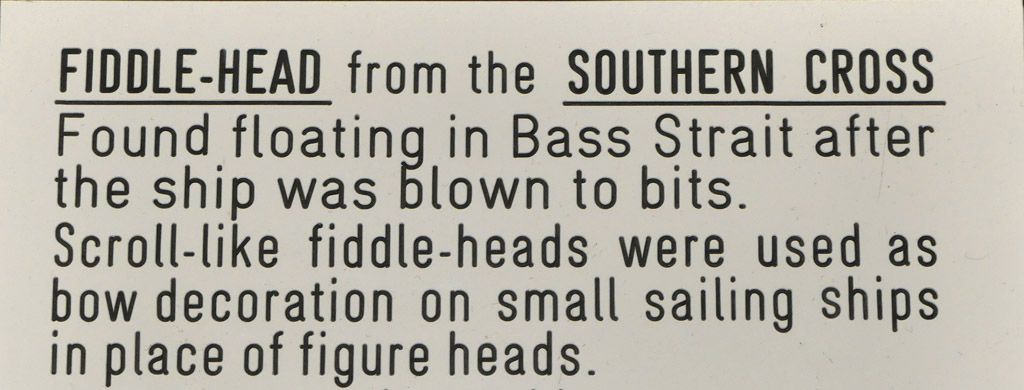 FIDDLE-HEAD from the SOUTHERN CROSS
Found floating in Bass Strait after
the ship was blown to bits.
Scroll-like fiddle-heads were used as
bow decoration on small sailing ships
in place of figure heads.